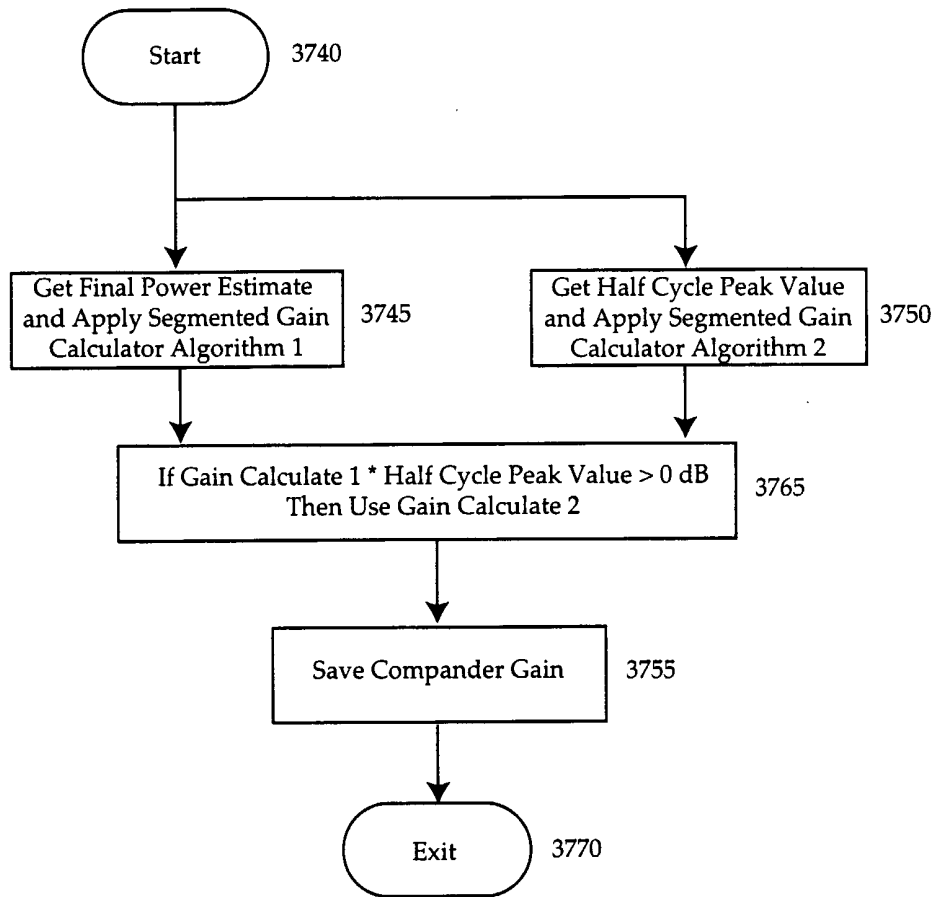 Start
3740
Get Final Power Estimate
and Apply Segmented Gain
Calculator Algorithm 1
3745
Get Half Cycle Peak Value
and Apply Segmented Gain
Calculator Algorithm 2
3750
If Gain Calculate 1 * Half Cycle Peak Value > 0 dB
Then Use Gain Calculate 2
3765
Save Compander Gain
3755
Exit
3770